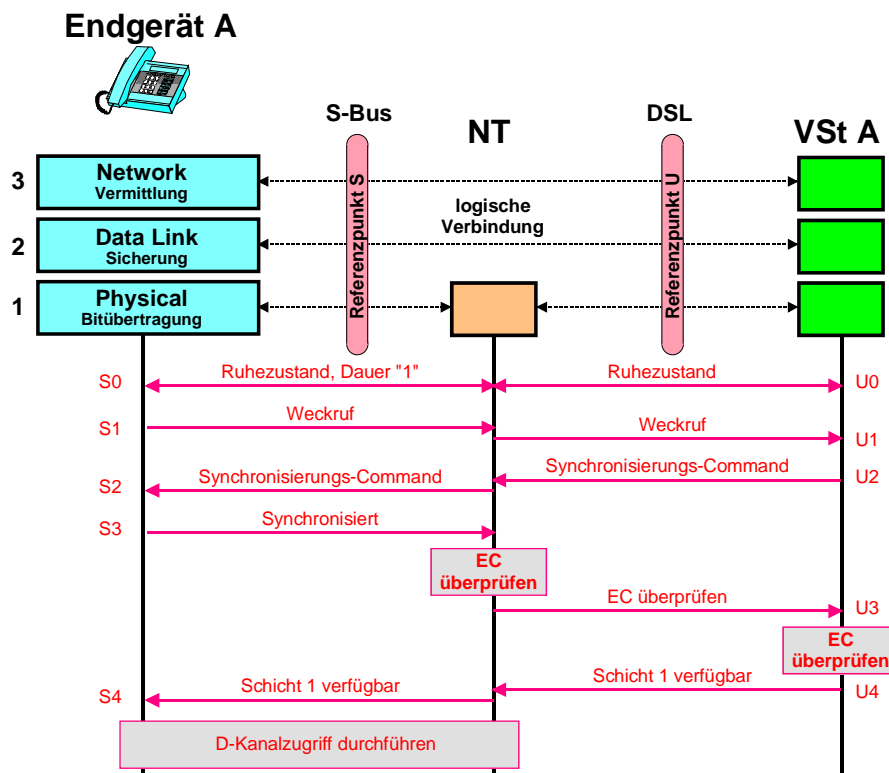 Endgerät A
S-Bus
NT
DSL
VSt A
3
Network
Vermittlung
2
Data Link
Sicherung
1
Physical
Bitübertragung
Referenzpunkt S
logische
Verbindung
Referenzpunkt U
S0
Ruhezustand, Dauer "1"
Ruhezustand
U0
S1
Weckruf
Weckruf
U1
Synchronisierungs-Command
U2
S2
Synchronisierungs-Command
S3
Synchronisiert
EC
überprüfen
EC überprüfen
U3
EC
überprüfen
Schicht 1 verfügbar
U4
S4
Schicht 1 verfügbar
D-Kanalzugriff durchführen